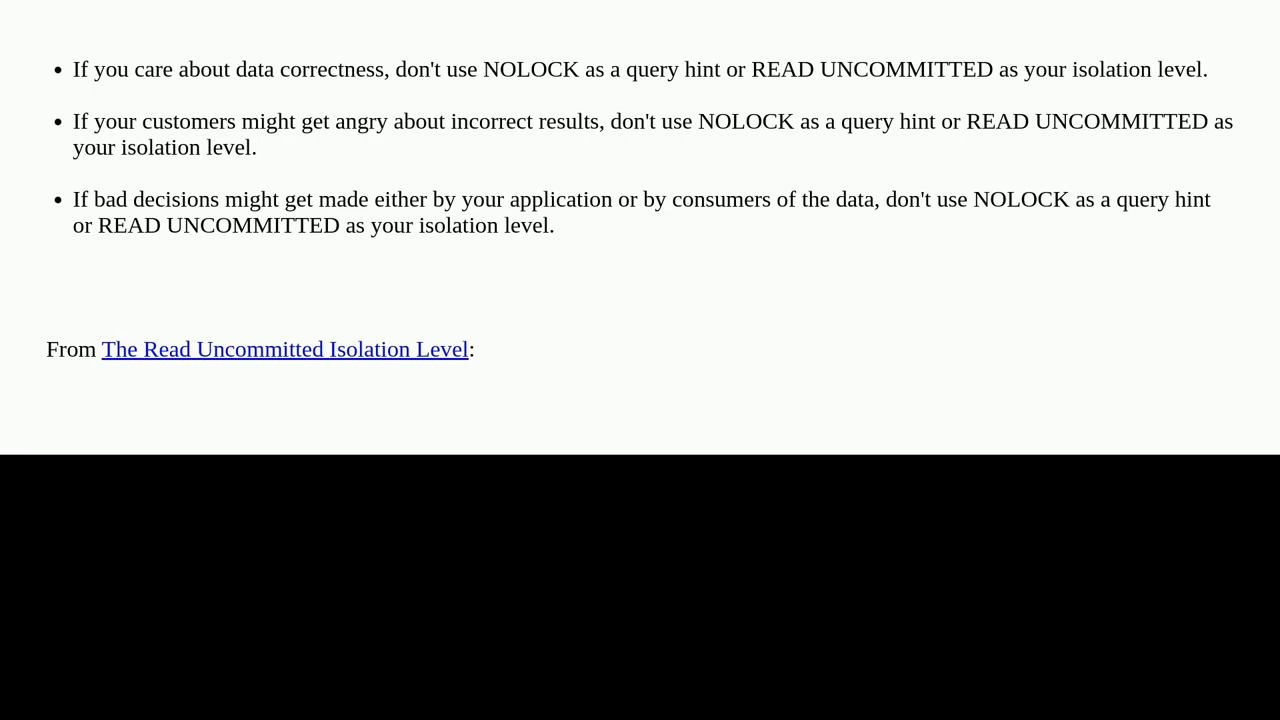 • If you care about data correctness, don't use NOLOCK as a query hint or READ UNCOMMITTED as your isolation level.
• If your customers might get angry about incorrect results, don't use NOLOCK as a query hint or READ UNCOMMITTED as
your isolation level.
• If bad decisions might get made either by your application or by consumers of the data, don't use NOLOCK as a query hint
or READ UNCOMMITTED as your isolation level.
From The Read Uncommitted Isolation Level: